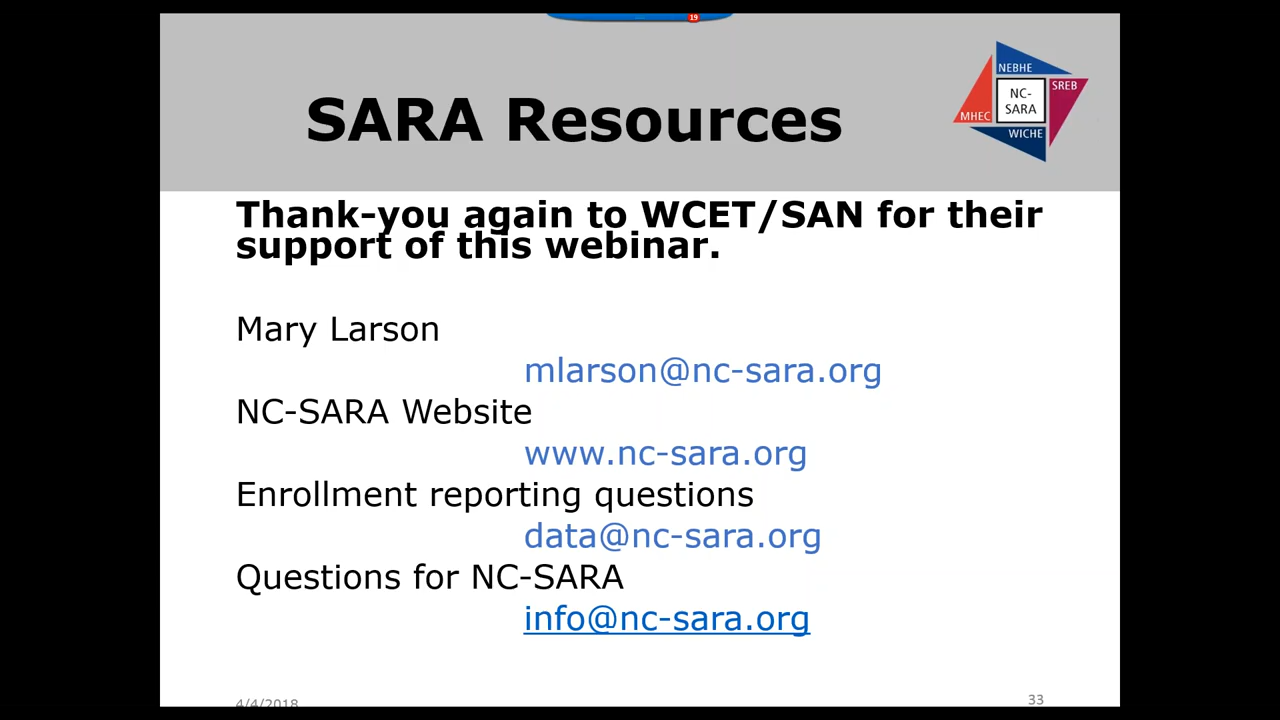 19
SARA Resources
NEBHE
SREB
NC-
SARA
MHEC
WICHE
Thank-you again to WCET/SAN for their
support of this webinar.
Mary Larson
mlarson@nc-sara.org
NC-SARA Website
www.nc-sara.org
Enrollment reporting questions
data@nc-sara.org
Questions for NC-SARA
info@nc-sara.org
4/4/2018
33